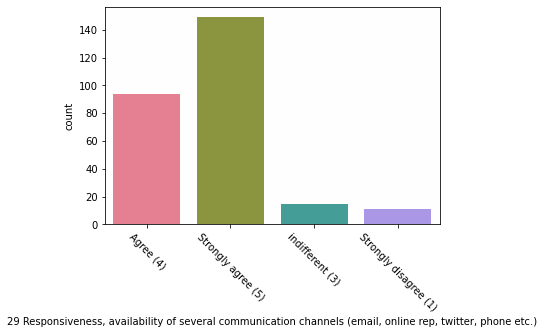 140
120
100
80
60
40
20
0
count
Agree (4)
Strongly agree (5)
Indifferent (3)
Strongly disagree (1)
29 Responsiveness, availability of several communication channels (email, online rep, twitter, phone etc.)